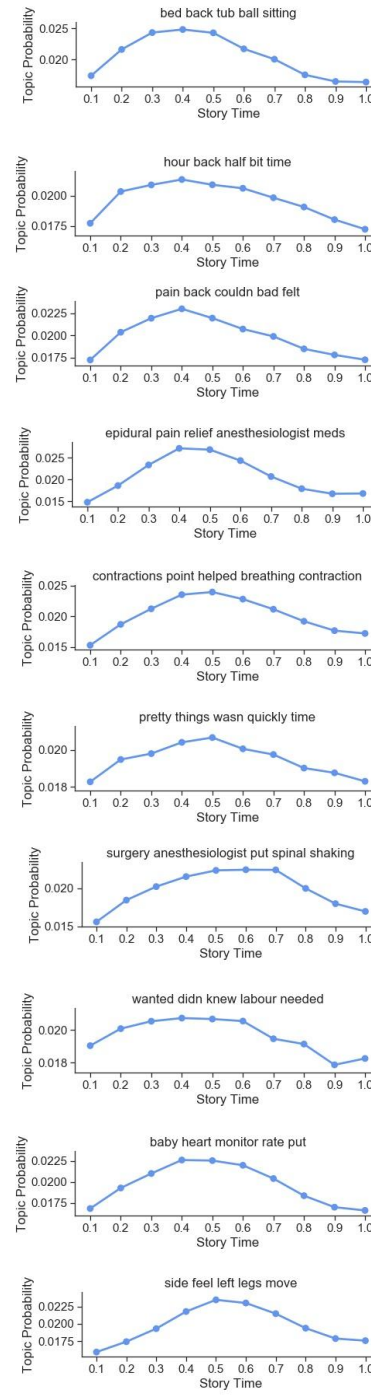 bed back tub ball sitting
Topic Probability
0.025
0.020
0.1 0.2 0.3 0.4 0.5 0.6 0.7 0.8 0.9 1.0
Story Time
hour back half bit time
Topic Probability
0.0200
0.0175
0.1 0.2 0.3 0.4 0.5 0.6 0.7 0.8 0.9 1.0
Story Time
pain back couldn bad felt
Topic Probability
0.0225
0.0200
0.0175
0.1 0.2 0.3 0.4 0.5 0.6 0.7 0.8 0.9 1.0
Story Time
epidural pain relief anesthesiologist meds
Topic Probability
0.025
0.020
0.015
0.1 0.2 0.3 0.4 0.5 0.6 0.7 0.8 0.9 1.0
Story Time
contractions point helped breathing contraction
Topic Probability
0.025
0.020
0.015
0.1 0.2 0.3 0.4 0.5 0.6 0.7 0.8 0.9 1.0
Story Time
pretty things wasn quickly time
Topic Probability
0.020
0.018
0.1 0.2 0.3 0.4 0.5 0.6 0.7 0.8 0.9 1.0
Story Time
surgery anesthesiologist put spinal shaking
Topic Probability
0.020
0.015
0.1 0.2 0.3 0.4 0.5 0.6 0.7 0.8 0.9 1.0
Story Time
wanted didn knew labour needed
Topic Probability
0.020
0.018
0.1 0.2 0.3 0.4 0.5 0.6 0.7 0.8 0.9 1.0
Story Time
baby heart monitor rate put
Topic Probability
0.0225
0.0200
0.0175
0.1 0.2 0.3 0.4 0.5 0.6 0.7 0.8 0.9 1.0
Story Time
side feel left legs move
Topic Probability
0.0225
0.0200
0.0175
0.1 0.2 0.3 0.4 0.5 0.6 0.7 0.8 0.9 1.0
Story Time